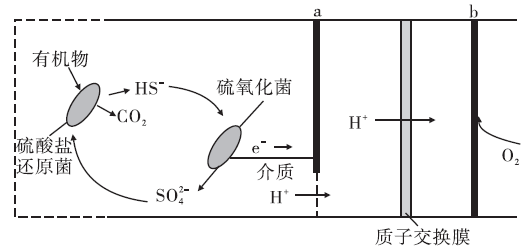 a
b
有机物
HS⁻
硫氧化菌
CO₂
H⁺
硫酸盐
还原菌
e⁻
介质
O₂
SO₄²⁻
H⁺
质子交换膜